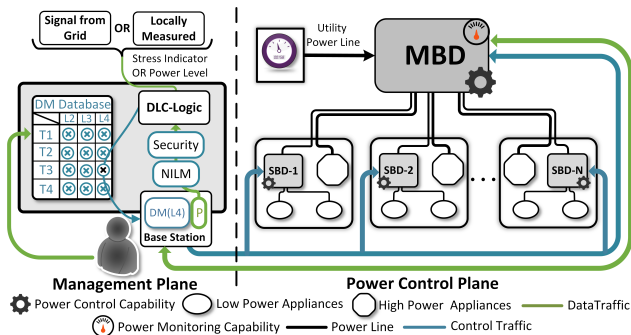 Signal from
Grid
OR
Locally
Measured
Stress Indicator
OR Power Level
DM Database
L2 L3 L4
T1
T2
T3
T4
DLC-Logic
Security
NILM
DM(L4)
P
Base Station
Management Plane
Utility
Power Line
MBD
SBD-1
SBD-2
...
SBD-N
Power Control Plane
Power Control Capability
Low Power Appliances
High Power Appliances
DataTraffic
Power Monitoring Capability
Power Line
Control Traffic